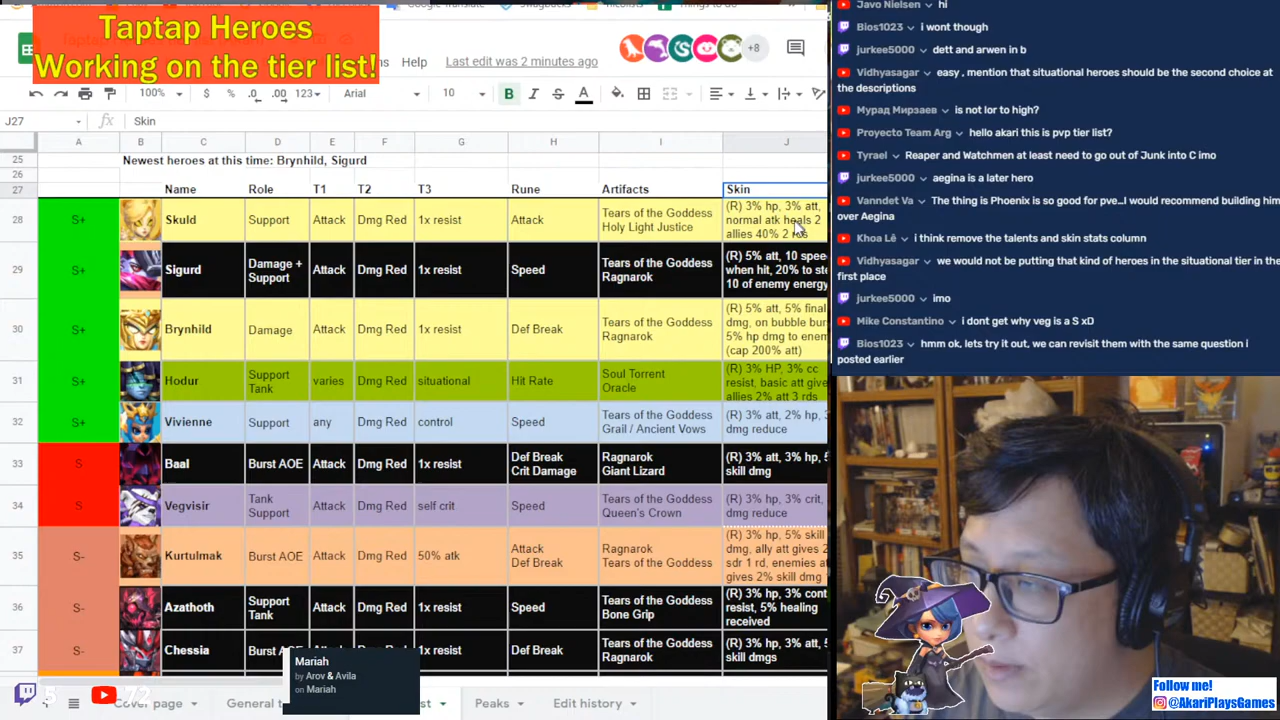 Taptap Heroes
Working on the tier list!
Help
Last edit was 2 minutes ago
+8
100%
$
%
.0
.00
123
Arial
10
B
I
S
A
J27
fx
Skin
A
B
C
D
E
F
G
H
I
J
25
Newest heroes at this time: Brynhild, Sigurd
26
27
Name
Role
T1
T2
T3
Rune
Artifacts
Skin
28
S+
Skuld
Support
Attack
Dmg Red
1x resist
Attack
Tears of the Goddess
Holy Light Justice
(R) 3% hp, 3% att,
normal atk heals 2
allies 40% 2 rds
29
S+
Sigurd
Damage +
Support
Attack
Dmg Red
1x resist
Speed
Tears of the Goddess
Ragnarok
(R) 5% att, 10 spee
when hit, 20% to ste
10 of enemy energy
30
S+
Brynhild
Damage
Attack
Dmg Red
1x resist
Def Break
Tears of the Goddess
Ragnarok
(R) 5% att, 5% final
dmg, on bubble bur
5% hp dmg to enem
(cap 200% att)
31
S+
Hodur
Support
Tank
varies
Dmg Red
situational
Hit Rate
Soul Torrent
Oracle
(R) 3% HP, 3% cc
resist, basic att give
allies 2% att 3 rds
32
S+
Vivienne
Support
any
Dmg Red
control
Speed
Tears of the Goddess
Grail / Ancient Vows
(R) 3% att, 2% hp, 3
dmg reduce
33
S
Baal
Burst AOE
Attack
Dmg Red
1x resist
Def Break
Crit Damage
Ragnarok
Giant Lizard
(R) 3% att, 3% hp, 5
skill dmg
34
S
Vegvisir
Tank
Support
Attack
Dmg Red
self crit
Speed
Tears of the Goddess
Queen's Crown
(R) 3% hp, 3% crit,
dmg reduce
35
S-
Kurtulmak
Burst AOE
Attack
Dmg Red
50% atk
Attack
Def Break
Ragnarok
Tears of the Goddess
(R) 3% hp, 5% skill
dmg, ally att gives 2
sdr 1 rd, enemies at
gives 2% skill dmg
36
S-
Azathoth
Support
Tank
Attack
Dmg Red
1x resist
Speed
Tears of the Goddess
Bone Grip
(R) 3% hp, 3% cont
resist, 5% healing
received
37
S-
Chessia
Burst
Attack
Dmg Red
1x resist
Def Break
Tears of the Goddess
Ragnarok
(R) 3% hp, 3% att, 5
skill dmgs
Mariah
by Arov & Avila
on Mariah
5
72
Cover page
General t
st
Peaks
Edit history
Javo Nielsen hi
Bios1023 i wont though
jurkee5000 dett and arwen in b
Vidhyasagar easy , mention that situational heroes should be the second choice at
the descriptions
Мурад Мирзаев is not lor to high?
Proyecto Team Arg hello akari this is pvp tier list?
Tyrael Reaper and Watchmen at least need to go out of Junk into C imo
jurkee5000 aegina is a later hero
Vanndet Va The thing is Phoenix is so good for pve..I would recommend building him
over Aegina
Khoa Lê i think remove the talents and skin stats column
Vidhyasagar we would not be putting that kind of heroes in the situational tier in the
first place
jurkee5000 imo
Mike Constantino i dont get why veg is a S xD
Bios1023 hmm ok, lets try it out, we can revisit them with the same question i
posted earlier
Follow me!
@AkariPlaysGames